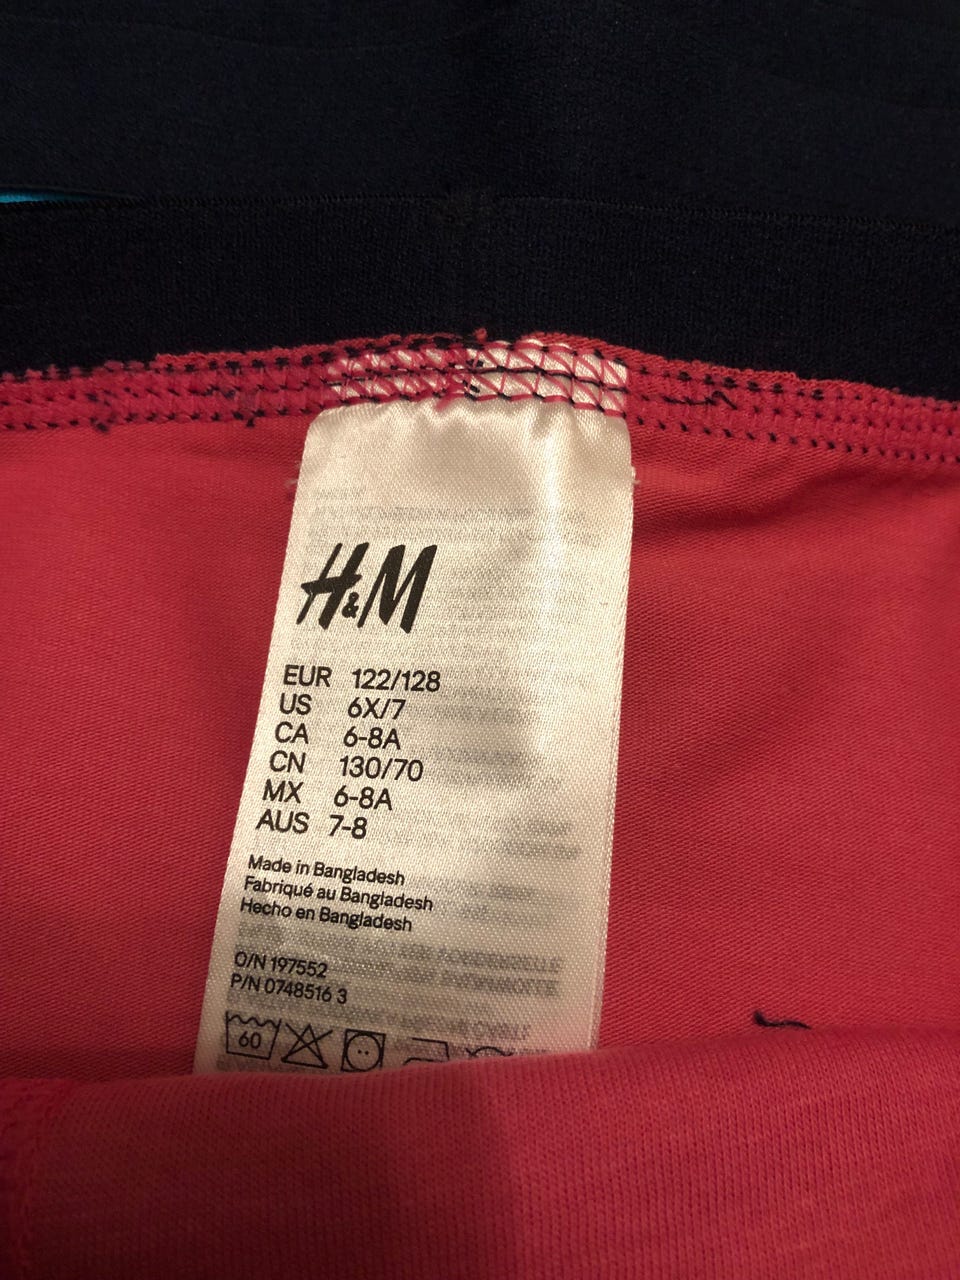 H&M
EUR 122/128
US 6X/7
CA 6-8A
CN 130/70
MX 6-8A
AUS 7-8
Made in Bangladesh
Fabriqué au Bangladesh
Hecho en Bangladesh
O/N 197552
P/N 0748516 3
60